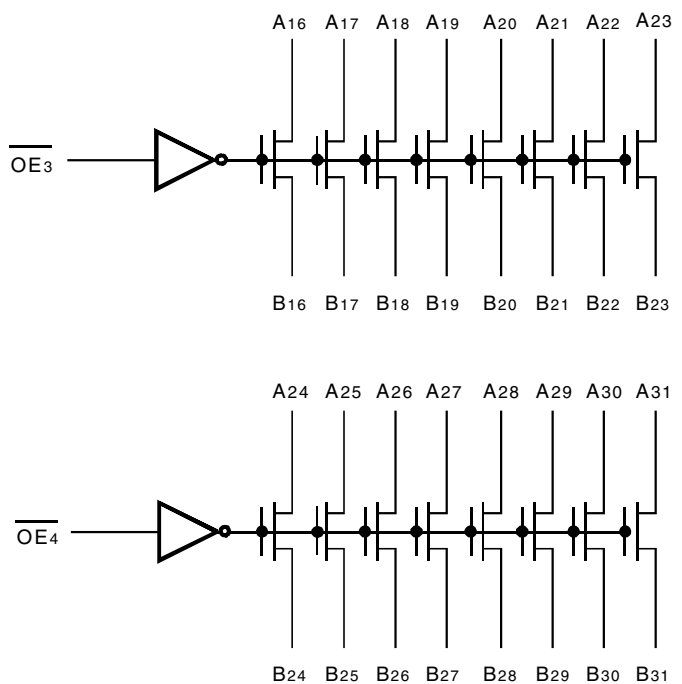 A16 A17 A18 A19 A20 A21 A22 A23
OE3
B16 B17 B18 B19 B20 B21 B22 B23
A24 A25 A26 A27 A28 A29 A30 A31
OE4
B24 B25 B26 B27 B28 B29 B30 B31